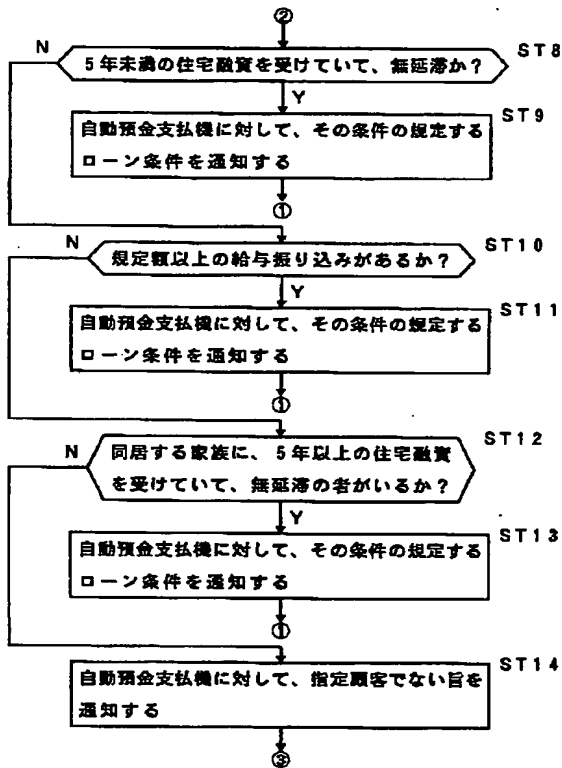 ②
N
5年未満の住宅融資を受けていて、無延滞か？
ST8
Y
ST9
自動預金支払機に対して、その条件の規定する
ローン条件を通知する
①
N
ST10
規定額以上の給与振り込みがあるか？
Y
ST11
自動預金支払機に対して、その条件の規定する
ローン条件を通知する
①
ST12
N
同居する家族に、5年以上の住宅融資
を受けていて、無延滞の者がいるか？
Y
ST13
自動預金支払機に対して、その条件の規定する
ローン条件を通知する
①
ST14
自動預金支払機に対して、指定顧客でない旨を
通知する
③